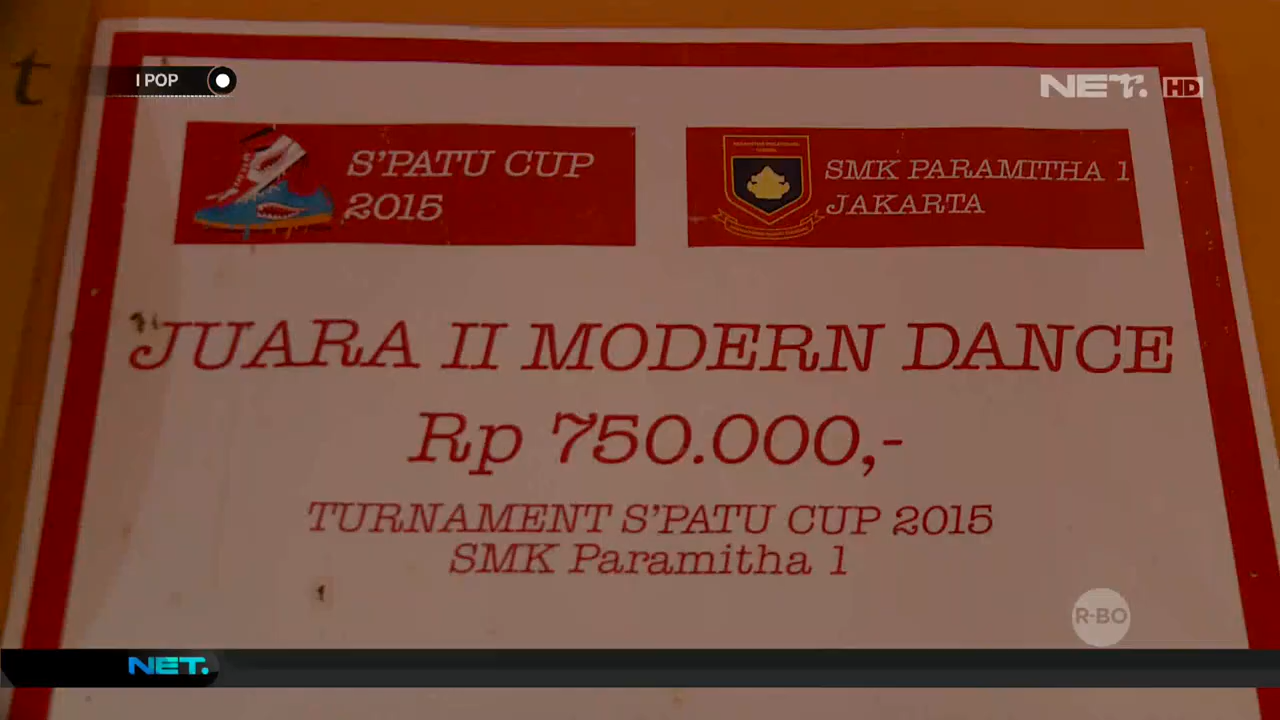 t
I POP
NET. HD
S'PATU CUP
2015
SMK PARAMITHA 1
JAKARTA
JUARA II MODERN DANCE
Rp 750.000,-
TURNAMENT S'PATU CUP 2015
SMK Paramitha 1
R-BO
NET.